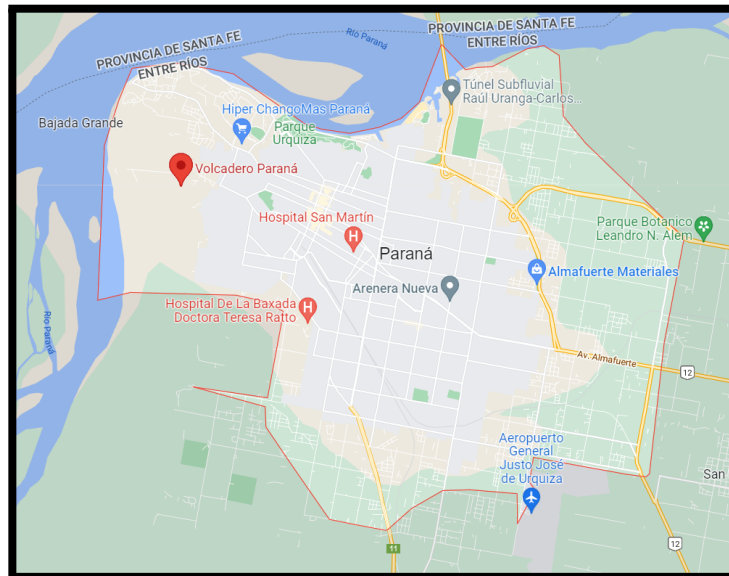 PROVINCIA DE SANTA FE
ENTRE RÍOS
Río Paraná
PROVINCIA DE SANTA FE
ENTRE RÍOS
Túnel Subfluvial
Raúl Uranga-Carlos...
Bajada Grande
Hiper ChangoMas Paraná
Parque
Urquiza
Volcadero Paraná
Hospital San Martín
H
Paraná
Parque Botanico
Leandro N. Alem
Almafuerte Materiales
Arenera Nueva
Hospital De La Baxada
Doctora Teresa Ratto
H
Río Paraná
Av. Almafuerte
12
Aeropuerto
General
Justo José
de Urquiza
San
11
12